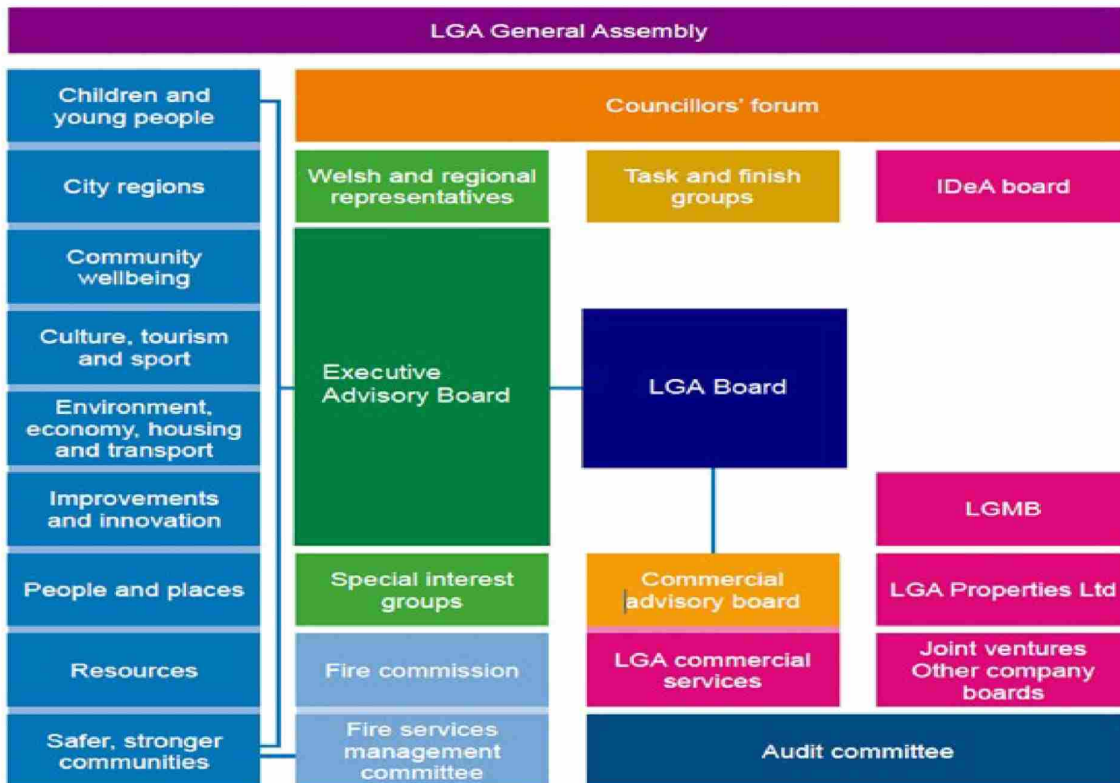 LGA General Assembly
Children and
young people
Councillors' forum
City regions
Welsh and regional
representatives
Task and finish
groups
IDeA board
Community
wellbeing
Culture, tourism
and sport
Executive
Advisory Board
LGA Board
Environment,
economy, housing
and transport
Improvements
and innovation
LGMB
People and places
Special interest
groups
Commercial
advisory board
LGA Properties Ltd
Resources
Fire commission
LGA commercial
services
Joint ventures
Other company
boards
Safer, stronger
communities
Fire services
management
committee
Audit committee